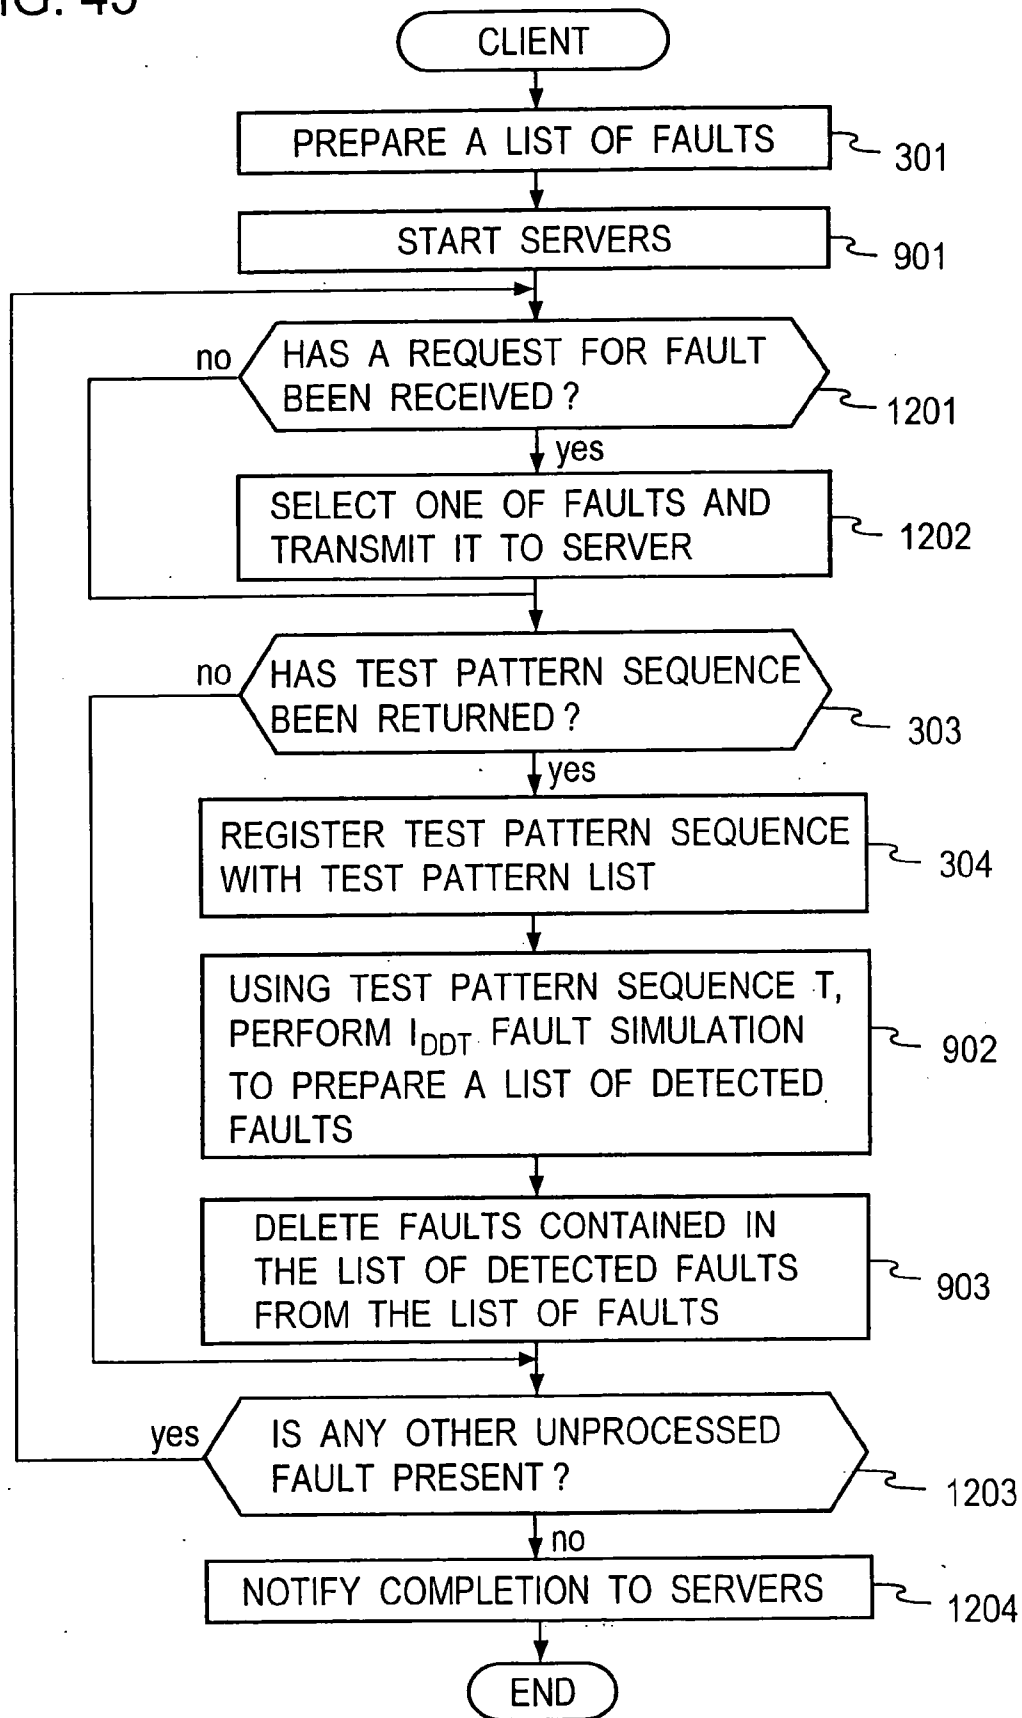 CLIENT
PREPARE A LIST OF FAULTS
301
START SERVERS
901
no
HAS A REQUEST FOR FAULT
BEEN RECEIVED?
1201
yes
SELECT ONE OF FAULTS AND
TRANSMIT IT TO SERVER
1202
no
HAS TEST PATTERN SEQUENCE
BEEN RETURNED?
303
yes
REGISTER TEST PATTERN SEQUENCE
WITH TEST PATTERN LIST
304
USING TEST PATTERN SEQUENCE T,
PERFORM IDDT FAULT SIMULATION
TO PREPARE A LIST OF DETECTED
FAULTS
902
DELETE FAULTS CONTAINED IN
THE LIST OF DETECTED FAULTS
FROM THE LIST OF FAULTS
903
yes
IS ANY OTHER UNPROCESSED
FAULT PRESENT?
1203
no
NOTIFY COMPLETION TO SERVERS
1204
END